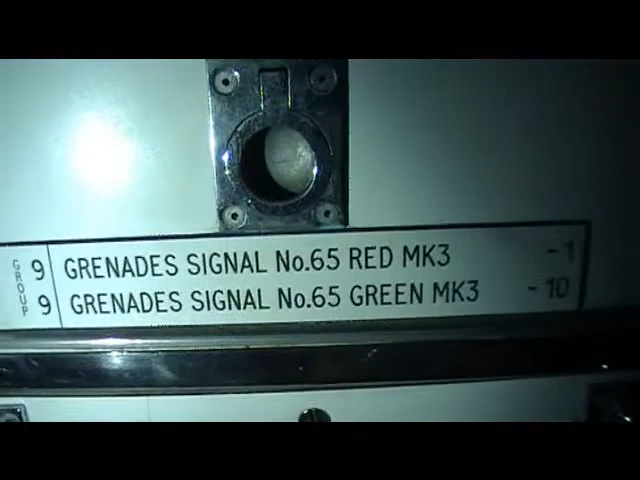 GROUP
9 GRENADES SIGNAL No.65 RED MK3 - 1
9 GRENADES SIGNAL No.65 GREEN MK3 - 10